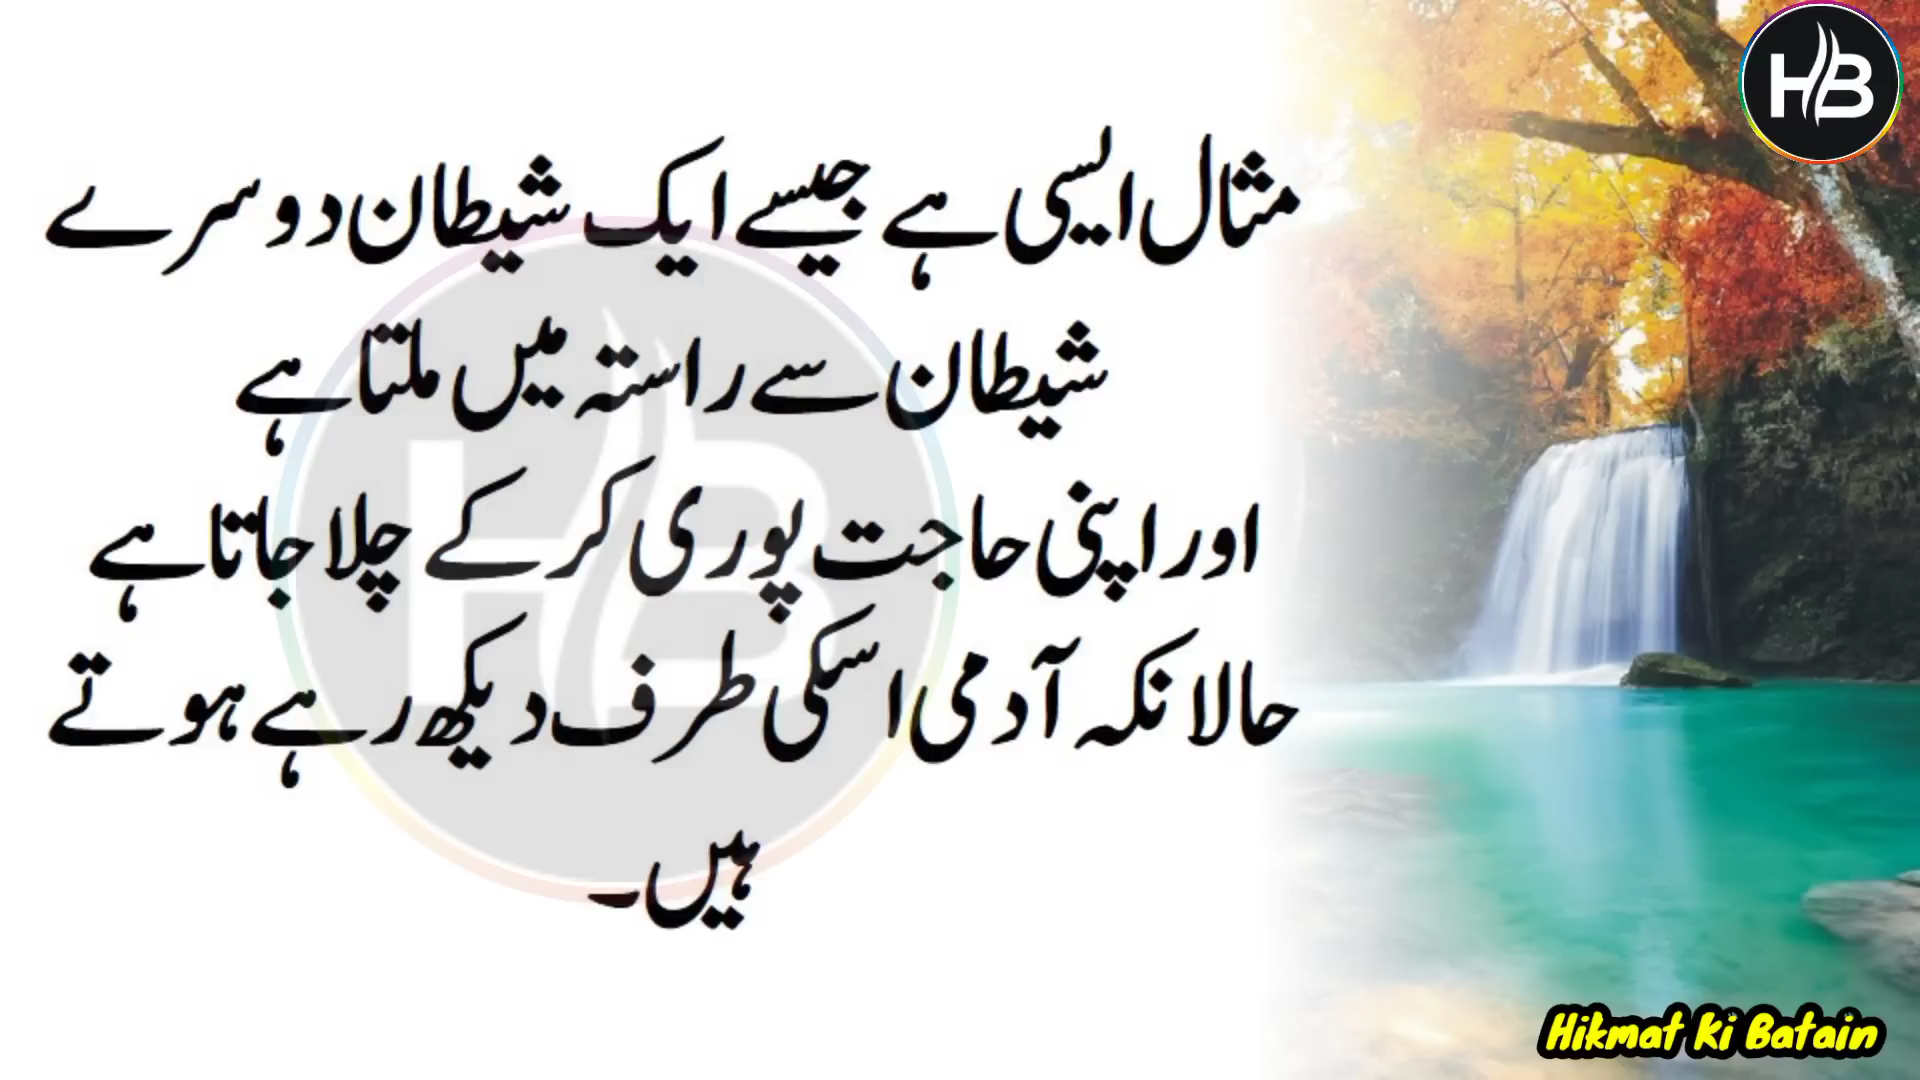 HB
مثال ایسی ہے جیسے ایک شیطان دوسرے
شیطان سے راستہ میں ملتا ہے
اور اپنی حاجت پوری کر کے چلا جاتا ہے
حالانکہ آدمی اسکی طرف دیکھ رہے ہوتے
ہیں۔
HB
Hikmat Ki Batain